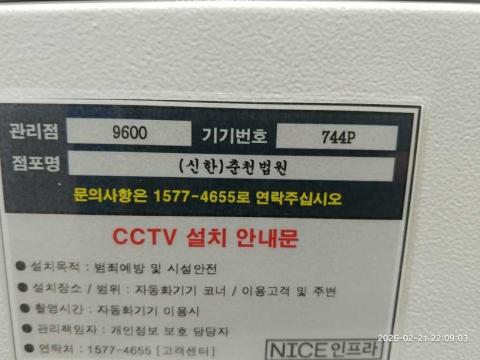 관리점 9600 기기번호 744P
점포명 (신한)춘천법원
문의사항은 1577-4655로 연락주십시오
CCTV 설치 안내문
● 설치목적 : 범죄예방 및 시설안전
● 설치장소 / 범위 : 자동화기기 코너 / 이용고객 및 주변
● 촬영시간 : 자동화기기 이용시
● 관리책임자 : 개인정보 보호 담당자
● 연락처 : 1577-4655 [고객센터]
NICE인프라
2026-02-21 22:09:03